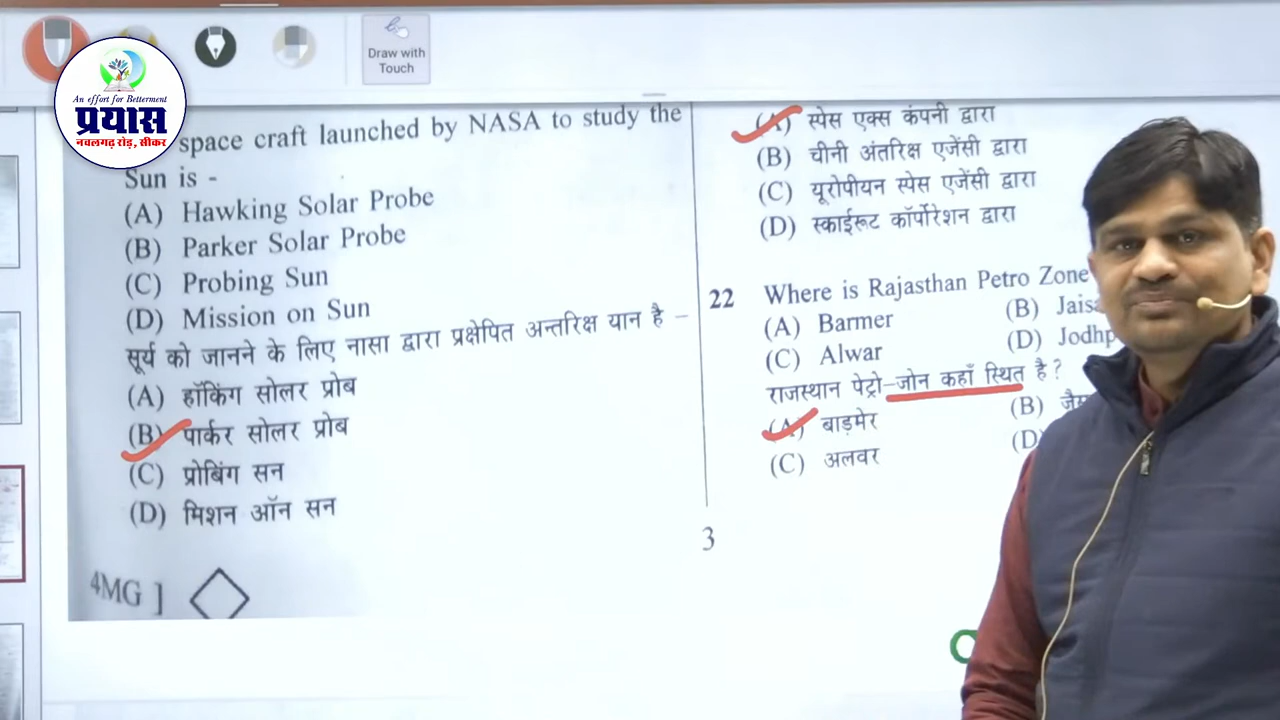 Draw with
Touch
An effort for Betterment
प्रयास
नवलगढ़ रोड़, सीकर
space craft launched by NASA to study the
Sun is -
(A) Hawking Solar Probe
(B) Parker Solar Probe
(C) Probing Sun
(D) Mission on Sun
सूर्य को जानने के लिए नासा द्वारा प्रक्षेपित अन्तरिक्ष यान है –
(A) हॉकिंग सोलर प्रोब
(B) पार्कर सोलर प्रोब
(C) प्रोबिंग सन
(D) मिशन ऑन सन
4MG ]
(A) स्पेस एक्स कंपनी द्वारा
(B) चीनी अंतरिक्ष एजेंसी द्वारा
(C) यूरोपीयन स्पेस एजेंसी द्वारा
(D) स्काईरूट कॉर्पोरेशन द्वारा
22 Where is Rajasthan Petro Zone
(A) Barmer (B)
(C) Alwar (D)
राजस्थान पेट्रो–जोन कहाँ स्थित है ?
(A) बाड़मेर (B)
(C) अलवर (D)
3